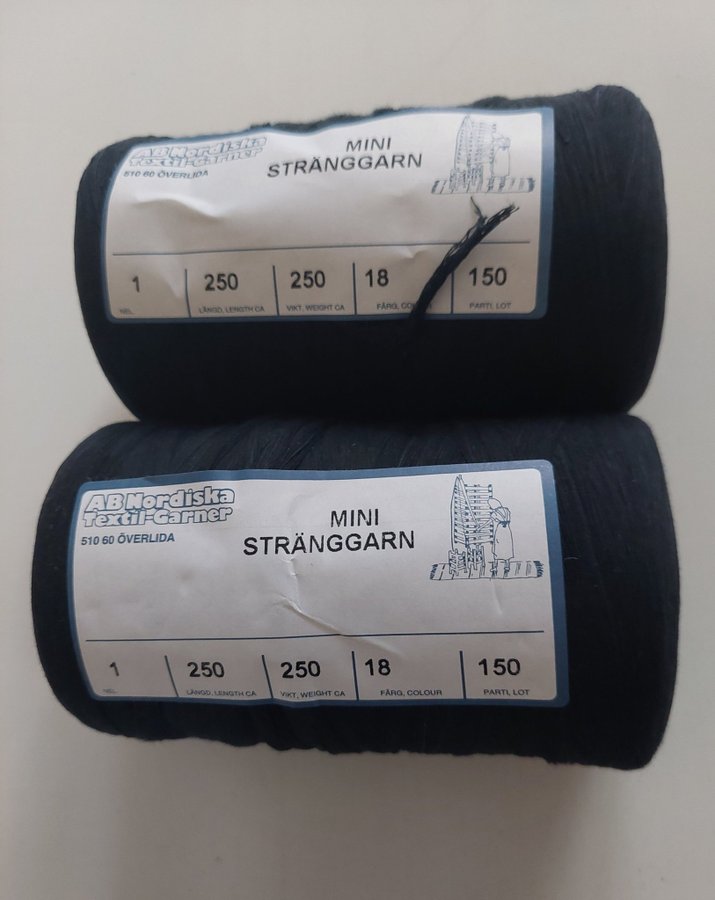 AB Nordiska
Textil-Garner
510 60 ÖVERLIDA
MINI
STRÄNGGARN
1 250 250 18 150
NEL. LÄNGD, LENGTH CA VIKT, WEIGHT CA FÄRG, PARTI, LOT
AB Nordiska
Textil-Garner
510 60 ÖVERLIDA
MINI
STRÄNGGARN
1 250 250 18 150
NEL. LÄNGD, LENGTH CA VIKT, WEIGHT CA FÄRG, COLOUR PARTI, LOT